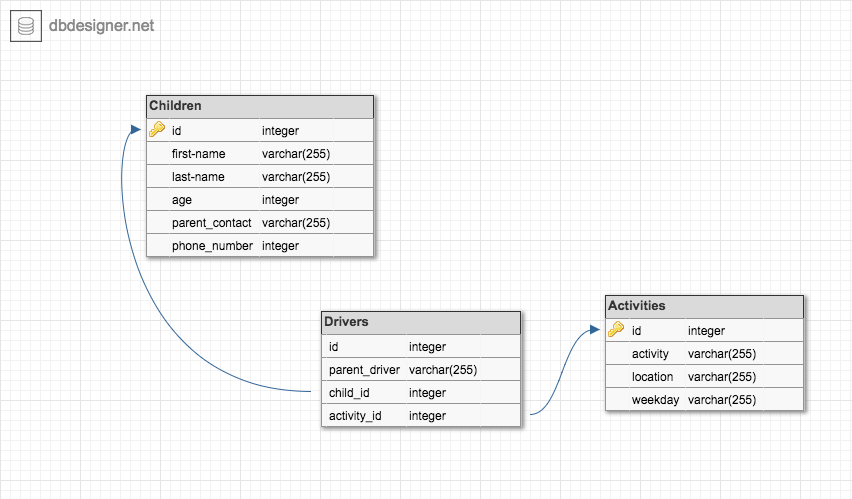 dbdesigner.net
Children
id integer
first-name varchar(255)
last-name varchar(255)
age integer
parent_contact varchar(255)
phone_number integer
Drivers
id integer
parent_driver varchar(255)
child_id integer
activity_id integer
Activities
id integer
activity varchar(255)
location varchar(255)
weekday varchar(255)